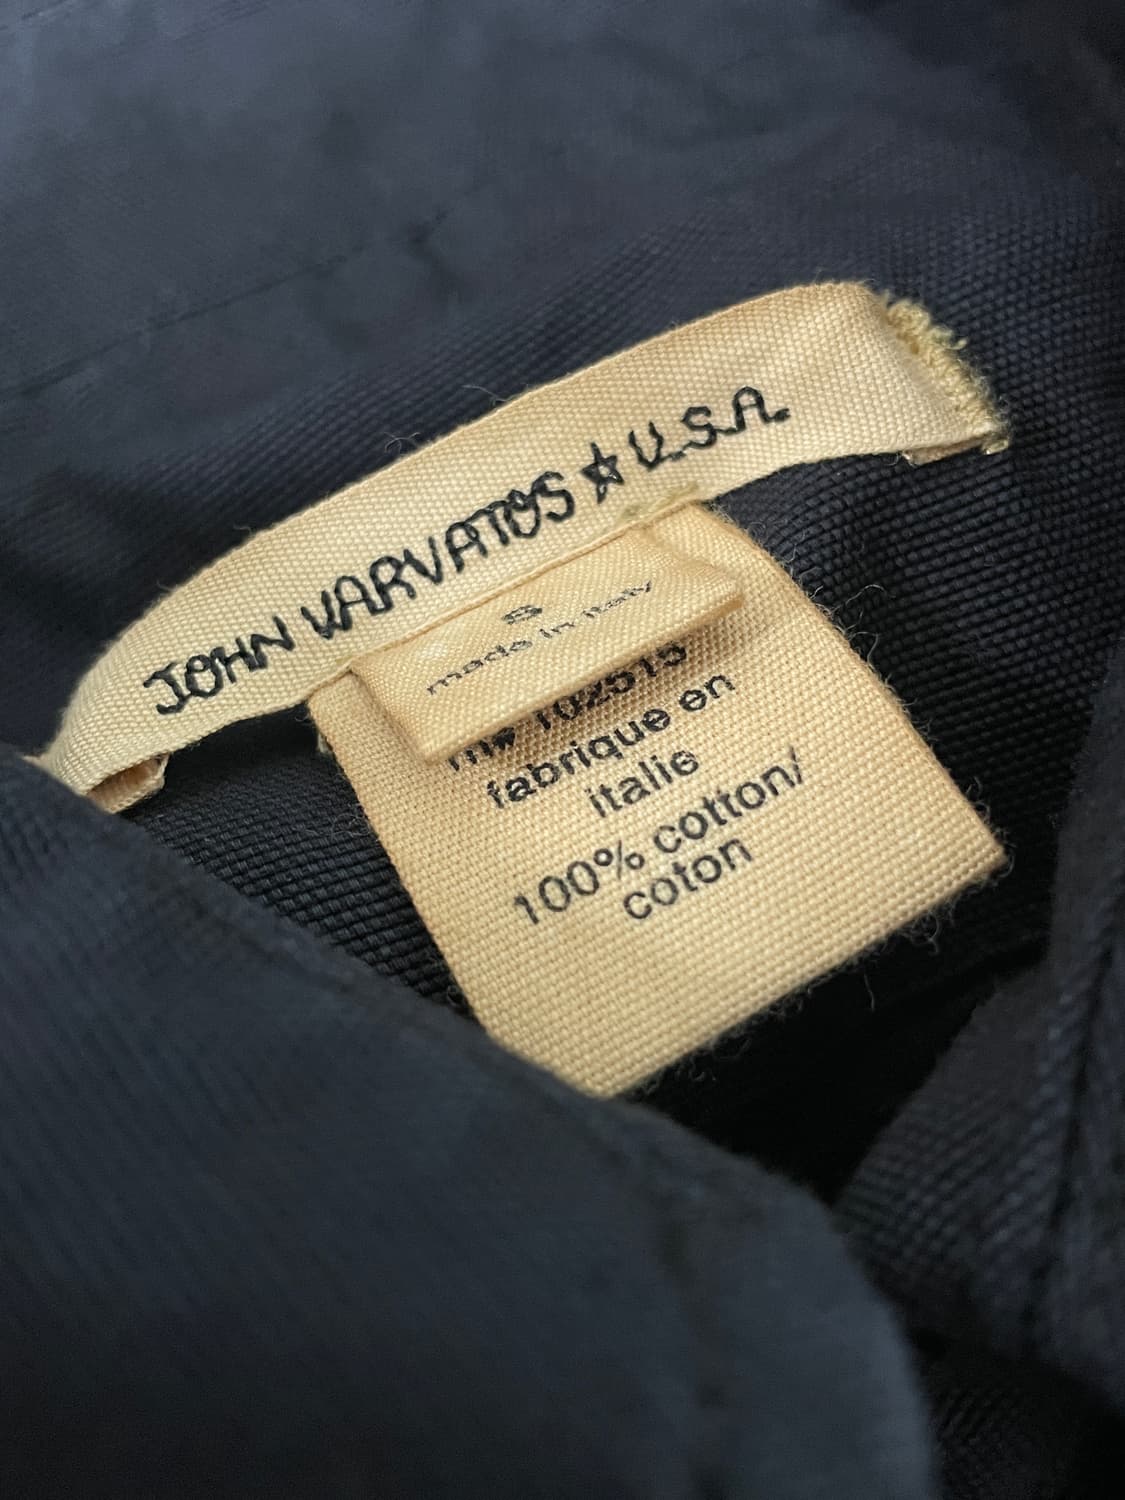 JOHN VARVATOS ★ U.S.A.
S
made in italy
fabrique en
italie
100% cotton/
coton